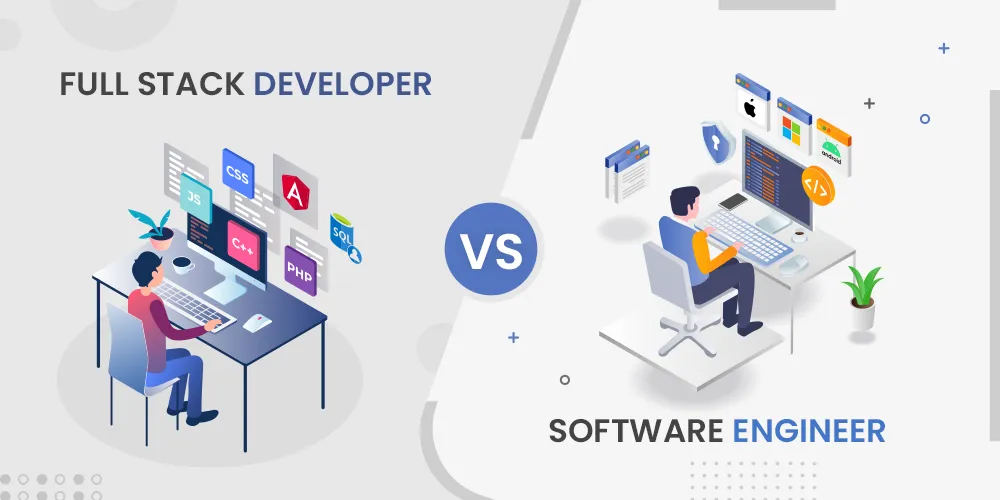 FULL STACK DEVELOPER
CSS
JS
A
C++
SQL
PHP
VS
android
</>
SOFTWARE ENGINEER